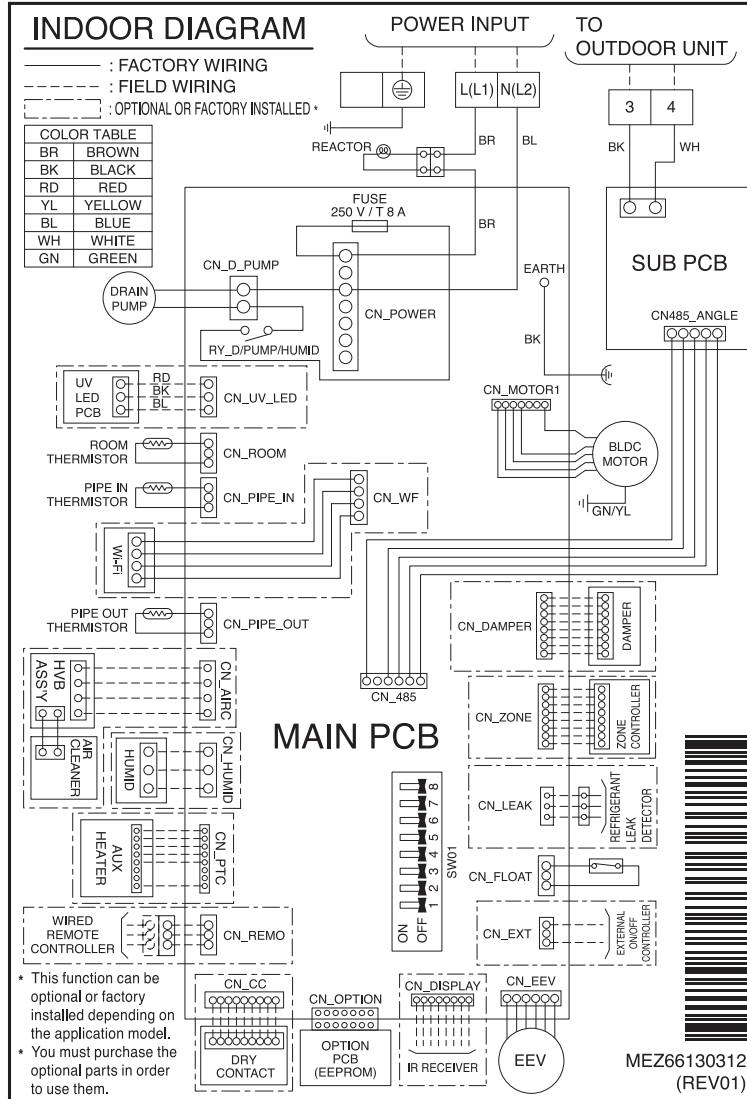 INDOOR DIAGRAM
: FACTORY WIRING
: FIELD WIRING
: OPTIONAL OR FACTORY INSTALLED *
COLOR TABLE
BR BROWN
BK BLACK
RD RED
YL YELLOW
BL BLUE
WH WHITE
GN GREEN
POWER INPUT
L(L1) N(L2)
TO
OUTDOOR UNIT
3 4
BK WH
REACTOR
BR BL
FUSE
250 V / T 8 A
BR
SUB PCB
CN485_ANGLE
CN_D_PUMP
DRAIN
PUMP
CN_POWER
RY_D/PUMP/HUMID
EARTH
BK
UV
LED
PCB
RD
BK
BL
CN_UV_LED
CN_MOTOR1
BLDC
MOTOR
GN/YL
ROOM
THERMISTOR
CN_ROOM
PIPE IN
THERMISTOR
CN_PIPE_IN
CN_WF
Wi-Fi
PIPE OUT
THERMISTOR
CN_PIPE_OUT
CN_DAMPER
DAMPER
HVB
ASS'Y
CN_AIRC
CN_485
AIR
CLEANER
HUMID
CN_HUMID
MAIN PCB
CN_ZONE
ZONE CONTROLLER
CN_LEAK
REFRIGERANT
LEAK
DETECTOR
AUX
HEATER
CN_PTC
ON
OFF
1 2 3 4 5 6 7 8
SW01
CN_FLOAT
WIRED
REMOTE
CONTROLLER
CN_REMO
CN_EXT
EXTERNAL
ON/OFF
CONTROLLER
* This function can be
optional or factory
installed depending on
the application model.
* You must purchase the
optional parts in order
to use them.
CN_CC
DRY
CONTACT
CN_OPTION
OPTION
PCB
(EEPROM)
CN_DISPLAY
IR RECEIVER
CN_EEV
EEV
MEZ66130312
(REV01)